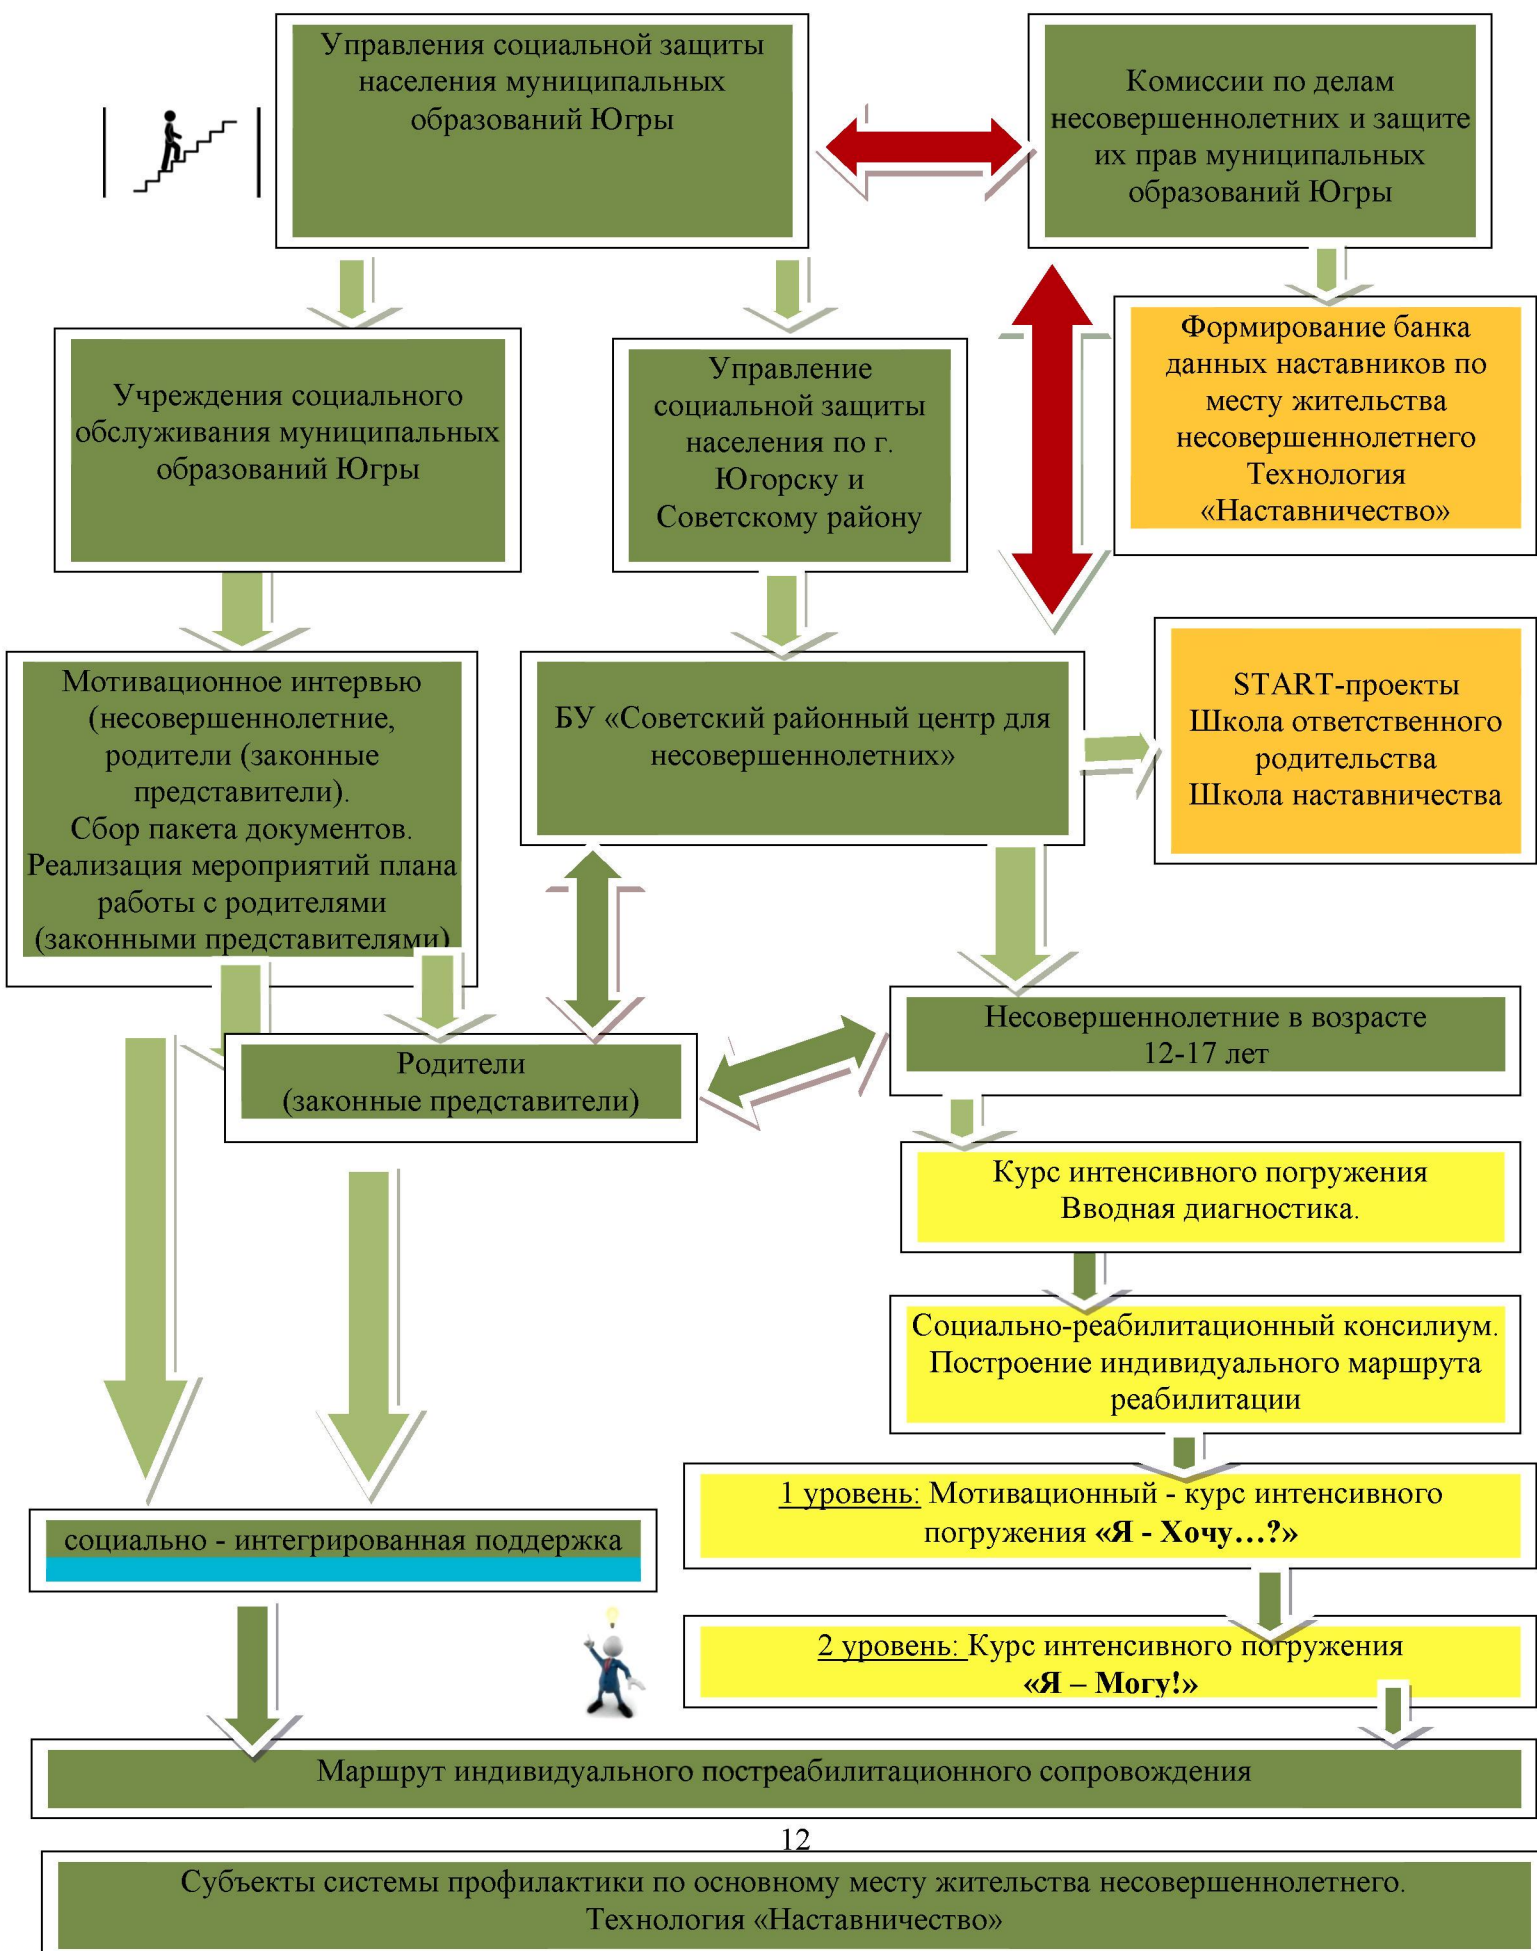 Управления социальной защиты
населения муниципальных
образований Югры
Комиссии по делам
несовершеннолетних и защите
их прав муниципальных
образований Югры
Учреждения социального
обслуживания муниципальных
образований Югры
Управление
социальной защиты
населения по г.
Югорску и
Советскому району
Формирование банка
данных наставников по
месту жительства
несовершеннолетнего
Технология
«Наставничество»
Мотивационное интервью
(несовершеннолетние,
родители (законные
представители).
Сбор пакета документов.
Реализация мероприятий плана
работы с родителями
(законными представителями)
БУ «Советский районный центр для
несовершеннолетних»
START-проекты
Школа ответственного
родительства
Школа наставничества
Родители
(законные представители)
Несовершеннолетние в возрасте
12-17 лет
Курс интенсивного погружения
Вводная диагностика.
Социально-реабилитационный консилиум.
Построение индивидуального маршрута
реабилитации
1 уровень: Мотивационный - курс интенсивного
погружения «Я - Хочу…?»
социально - интегрированная поддержка
2 уровень: Курс интенсивного погружения
«Я – Могу!»
Маршрут индивидуального постреабилитационного сопровождения
12
Субъекты системы профилактики по основному месту жительства несовершеннолетнего.
Технология «Наставничество»